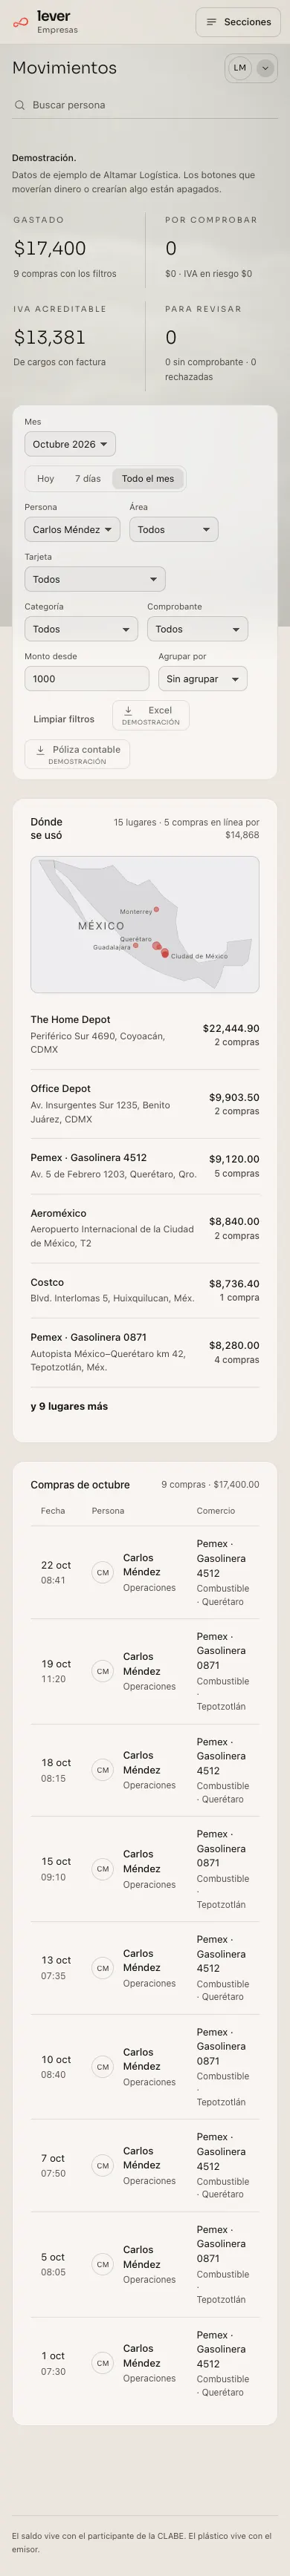 lever
Empresas
Secciones
Movimientos
LM
Buscar persona
Demostración.
Datos de ejemplo de Altamar Logística. Los botones que
moverían dinero o crearían algo están apagados.
GASTADO
$17,400
9 compras con los filtros
POR COMPROBAR
0
$0 · IVA en riesgo $0
IVA ACREDITABLE
$13,381
De cargos con factura
PARA REVISAR
0
0 sin comprobante · 0
rechazadas
Mes
Octubre 2026
Hoy
7 días
Todo el mes
Persona
Carlos Méndez
Área
Todos
Tarjeta
Todos
Categoría
Todos
Comprobante
Todos
Monto desde
1000
Agrupar por
Sin agrupar
Limpiar filtros
Excel
DEMOSTRACIÓN
Póliza contable
DEMOSTRACIÓN
Dónde
se usó
15 lugares · 5 compras en línea por
$14,868
Monterrey
MÉXICO
Querétaro
Guadalajara
Ciudad de México
The Home Depot
Periférico Sur 4690, Coyoacán,
CDMX
$22,444.90
2 compras
Office Depot
Av. Insurgentes Sur 1235, Benito
Juárez, CDMX
$9,903.50
2 compras
Pemex · Gasolinera 4512
Av. 5 de Febrero 1203, Querétaro, Qro.
$9,120.00
5 compras
Aeroméxico
Aeropuerto Internacional de la Ciudad
de México, T2
$8,840.00
2 compras
Costco
Blvd. Interlomas 5, Huixquilucan, Méx.
$8,736.40
1 compra
Pemex · Gasolinera 0871
Autopista México–Querétaro km 42,
Tepotzotlán, Méx.
$8,280.00
4 compras
y 9 lugares más
Compras de octubre
9 compras · $17,400.00
Fecha
Persona
Comercio
22 oct
08:41
CM
Carlos
Méndez
Operaciones
Pemex ·
Gasolinera
4512
Combustible
· Querétaro
19 oct
11:20
CM
Carlos
Méndez
Operaciones
Pemex ·
Gasolinera
0871
Combustible
·
Tepotzotlán
18 oct
08:15
CM
Carlos
Méndez
Operaciones
Pemex ·
Gasolinera
4512
Combustible
· Querétaro
15 oct
09:10
CM
Carlos
Méndez
Operaciones
Pemex ·
Gasolinera
0871
Combustible
·
Tepotzotlán
13 oct
07:35
CM
Carlos
Méndez
Operaciones
Pemex ·
Gasolinera
4512
Combustible
· Querétaro
10 oct
08:40
CM
Carlos
Méndez
Operaciones
Pemex ·
Gasolinera
0871
Combustible
·
Tepotzotlán
7 oct
07:50
CM
Carlos
Méndez
Operaciones
Pemex ·
Gasolinera
4512
Combustible
· Querétaro
5 oct
08:05
CM
Carlos
Méndez
Operaciones
Pemex ·
Gasolinera
0871
Combustible
·
Tepotzotlán
1 oct
07:30
CM
Carlos
Méndez
Operaciones
Pemex ·
Gasolinera
4512
Combustible
· Querétaro
El saldo vive con el participante de la CLABE. El plástico vive con el
emisor.